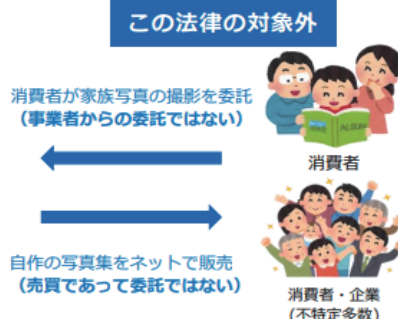 この法律の対象外
消費者が家族写真の撮影を委託
(事業者からの委託ではない)
ALBUM
消費者
自作の写真集をネットで販売
(売買であって委託ではない)
消費者・企業
(不特定多数)